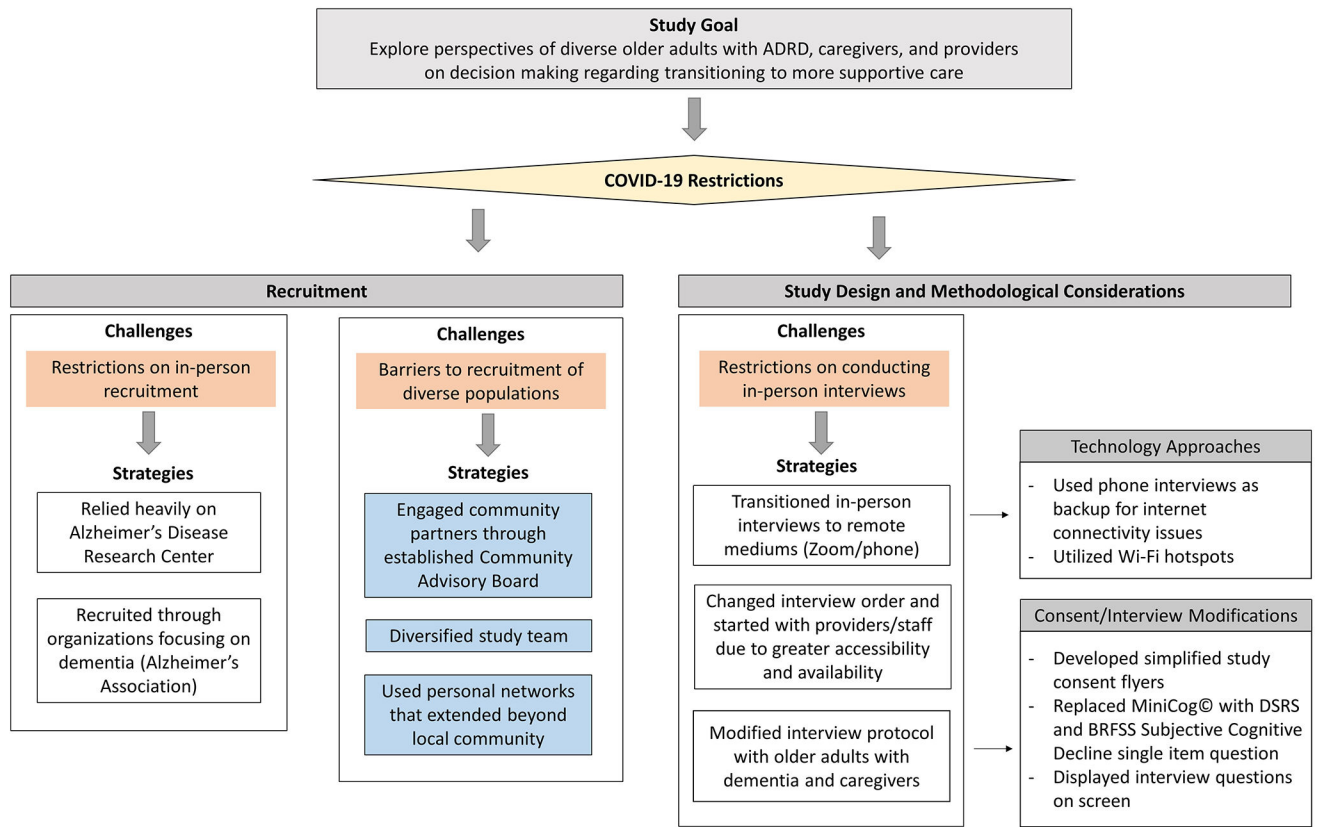 Study Goal
Explore perspectives of diverse older adults with ADRD, caregivers, and providers
on decision making regarding transitioning to more supportive care
COVID-19 Restrictions
Recruitment
Challenges
Restrictions on in-person
recruitment
Strategies
Relied heavily on
Alzheimer’s Disease
Research Center
Recruited through
organizations focusing on
dementia (Alzheimer’s
Association)
Challenges
Barriers to recruitment of
diverse populations
Strategies
Engaged community
partners through
established Community
Advisory Board
Diversified study team
Used personal networks
that extended beyond
local community
Study Design and Methodological Considerations
Challenges
Restrictions on conducting
in-person interviews
Strategies
Transitioned in-person
interviews to remote
mediums (Zoom/phone)
Changed interview order and
started with providers/staff
due to greater accessibility
and availability
Modified interview protocol
with older adults with
dementia and caregivers
Technology Approaches
- Used phone interviews as
backup for internet
connectivity issues
- Utilized Wi-Fi hotspots
Consent/Interview Modifications
- Developed simplified study
consent flyers
- Replaced MiniCog© with DSRS
and BRFSS Subjective Cognitive
Decline single item question
- Displayed interview questions
on screen